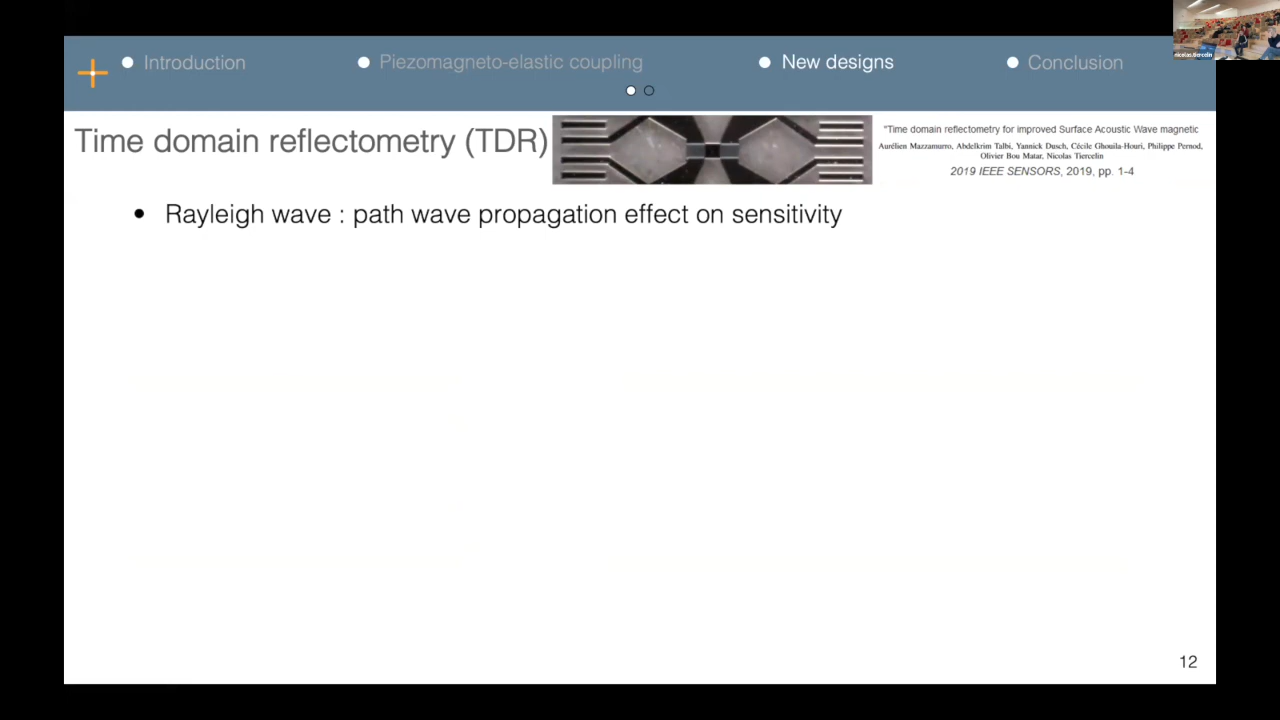 Introduction
Piezomagneto-elastic coupling
New designs
Conclusion
Time domain reflectometry (TDR)
"Time domain reflectometry for improved Surface Acoustic Wave magnetic
Aurélien Mazzamurro, Abdelkrim Talbi, Yannick Dusch, Cécile Ghouila-Houri, Philippe Pernod,
Olivier Bou Matar, Nicolas Tiercelin
2019 IEEE SENSORS, 2019, pp. 1-4
• Rayleigh wave : path wave propagation effect on sensitivity
12
nicolas.tiercelin